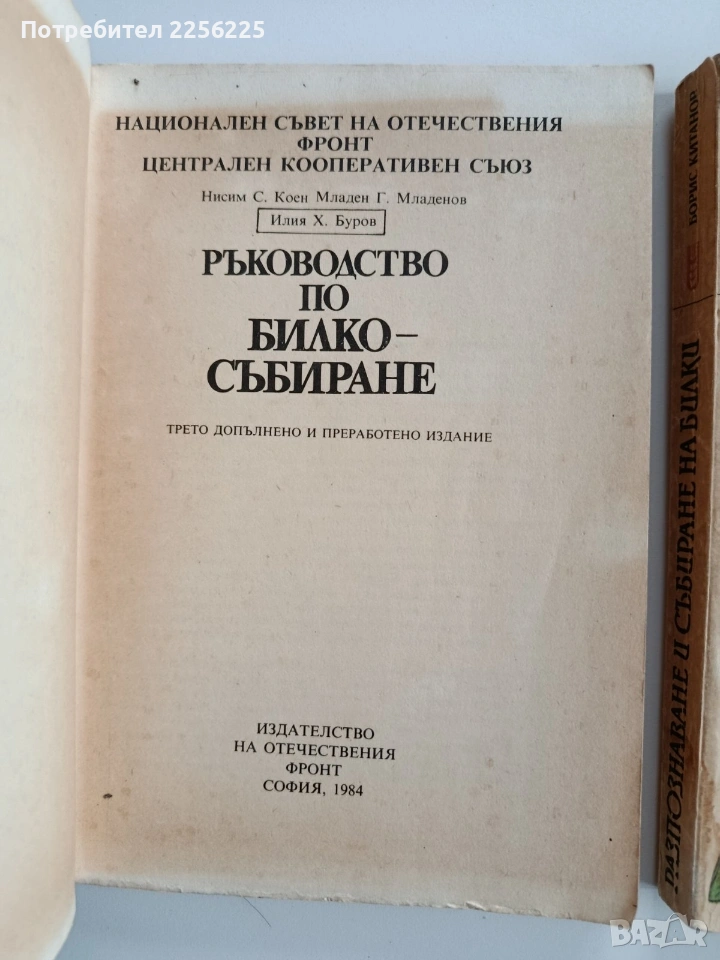 Потребител 2256225
НАЦИОНАЛЕН СЪВЕТ НА ОТЕЧЕСТВЕНИЯ
ФРОНТ
ЦЕНТРАЛЕН КООПЕРАТИВЕН СЪЮЗ
Нисим С. Коен Младен Г. Младенов
Илия Х. Буров
РЪКОВОДСТВО
ПО
БИЛКО–
СЪБИРАНЕ
ТРЕТО ДОПЪЛНЕНО И ПРЕРАБОТЕНО ИЗДАНИЕ
ИЗДАТЕЛСТВО
НА ОТЕЧЕСТВЕНИЯ
ФРОНТ
СОФИЯ, 1984
БОРИС КИТАНОВ
РАЗПОЗНАВАНЕ И СЪБИРАНЕ НА БИЛКИ
BAZAR